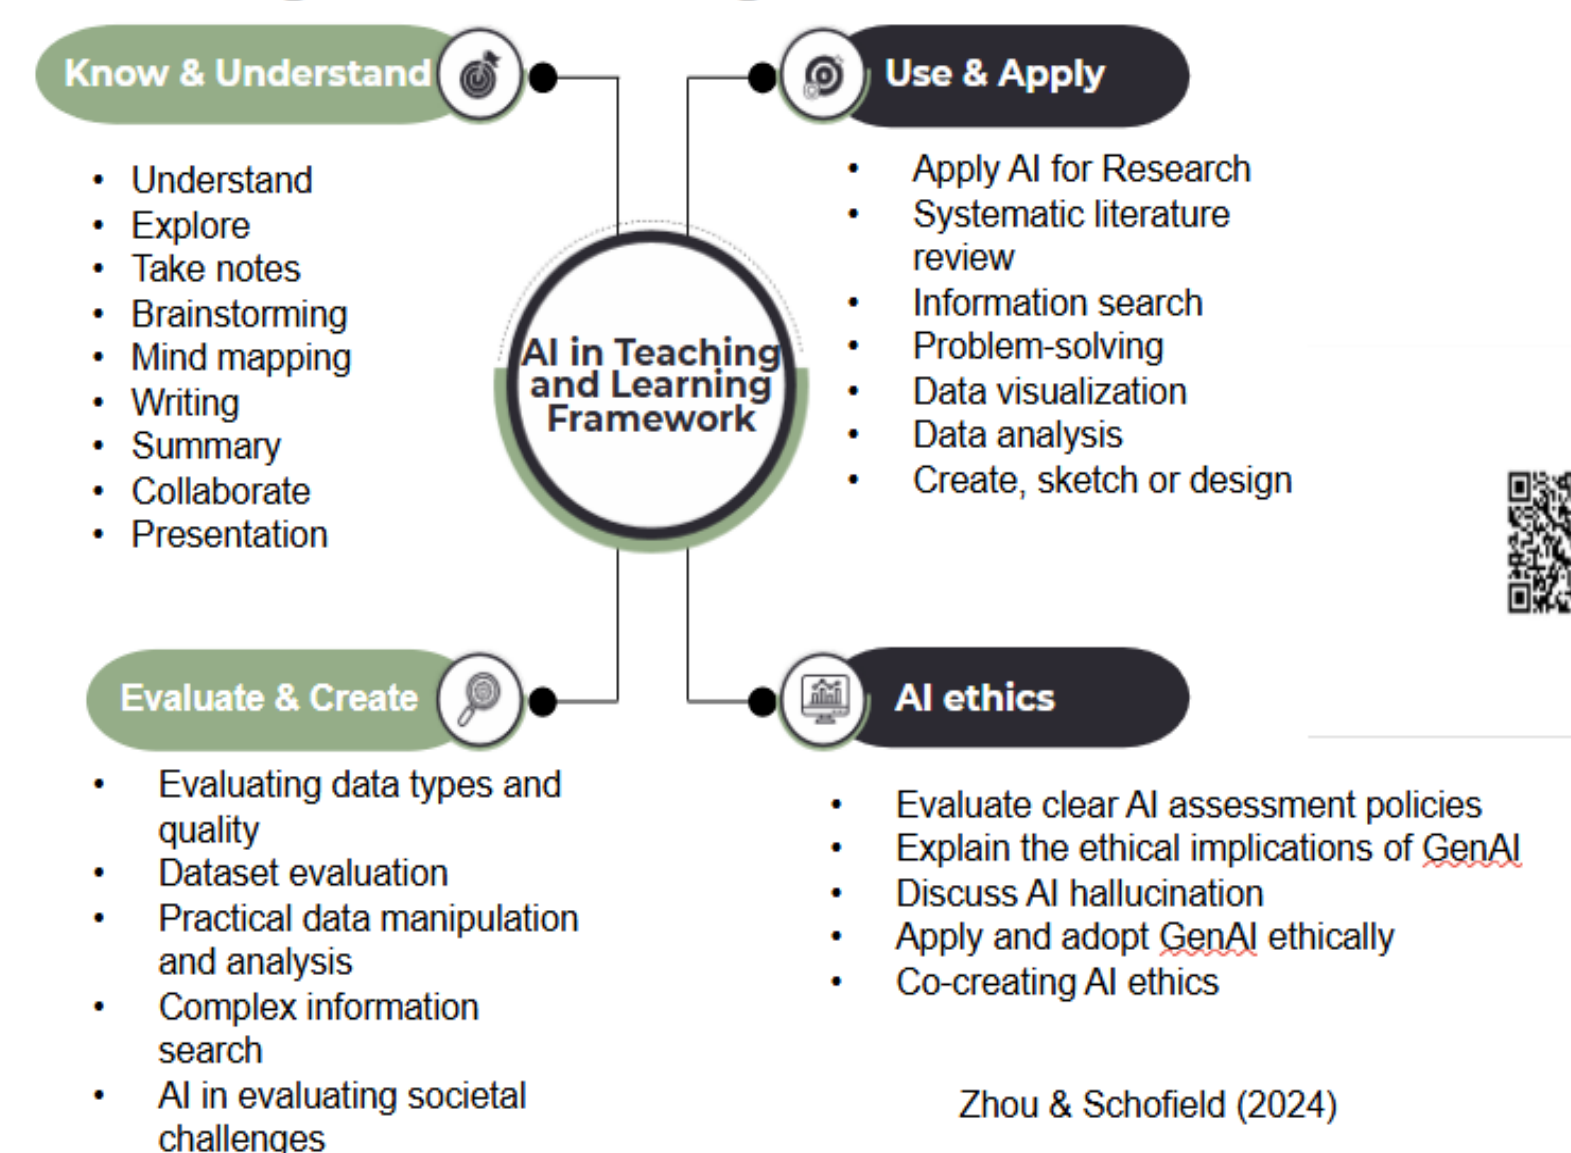 Know & Understand
• Understand
• Explore
• Take notes
• Brainstorming
• Mind mapping
• Writing
• Summary
• Collaborate
• Presentation
Use & Apply
• Apply AI for Research
• Systematic literature
review
• Information search
• Problem-solving
• Data visualization
• Data analysis
• Create, sketch or design
AI in Teaching
and Learning
Framework
Evaluate & Create
• Evaluating data types and
quality
• Dataset evaluation
• Practical data manipulation
and analysis
• Complex information
search
• AI in evaluating societal
challenges
AI ethics
• Evaluate clear AI assessment policies
• Explain the ethical implications of GenAI
• Discuss AI hallucination
• Apply and adopt GenAI ethically
• Co-creating AI ethics
Zhou & Schofield (2024)